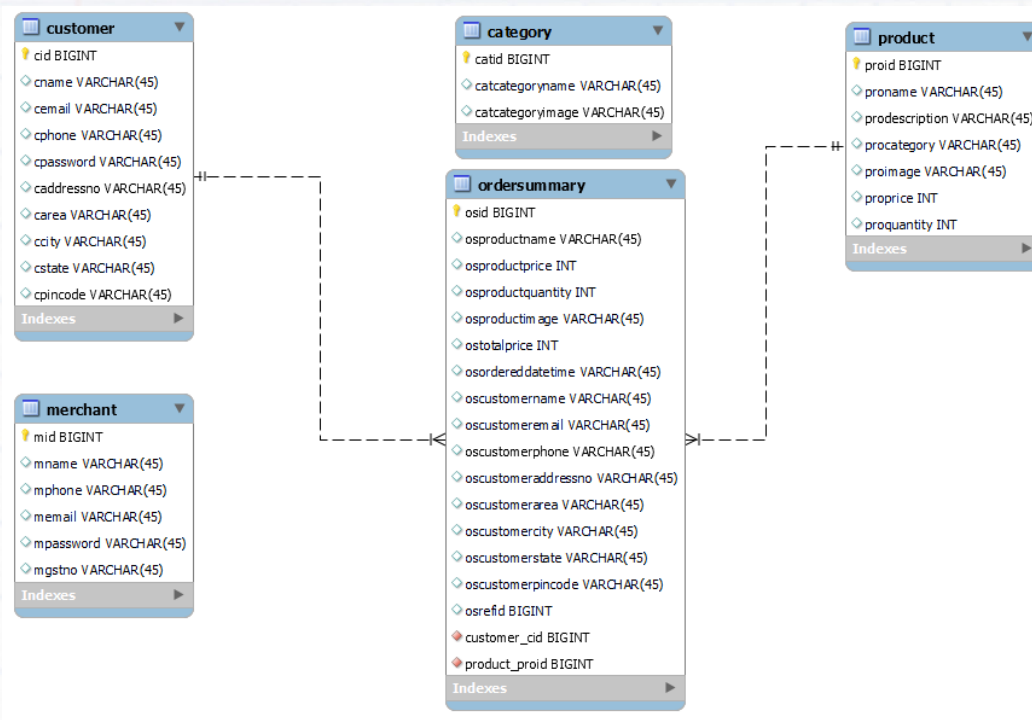 customer
cid BIGINT
cname VARCHAR(45)
cemail VARCHAR(45)
cphone VARCHAR(45)
cpassword VARCHAR(45)
caddressno VARCHAR(45)
carea VARCHAR(45)
ccity VARCHAR(45)
cstate VARCHAR(45)
cpincode VARCHAR(45)
Indexes
merchant
mid BIGINT
mname VARCHAR(45)
mphone VARCHAR(45)
memail VARCHAR(45)
mpassword VARCHAR(45)
mgstno VARCHAR(45)
Indexes
category
catid BIGINT
catcategoryname VARCHAR(45)
catcategoryimage VARCHAR(45)
Indexes
ordersummary
osid BIGINT
osproductname VARCHAR(45)
osproductprice INT
osproductquantity INT
osproductimage VARCHAR(45)
ostotalprice INT
osordereddatetime VARCHAR(45)
oscustomername VARCHAR(45)
oscustomeremail VARCHAR(45)
oscustomerphone VARCHAR(45)
oscustomeraddressno VARCHAR(45)
oscustomerarea VARCHAR(45)
oscustomercity VARCHAR(45)
oscustomerstate VARCHAR(45)
oscustomerpincode VARCHAR(45)
osrefid BIGINT
customer_cid BIGINT
product_proid BIGINT
Indexes
product
proid BIGINT
proname VARCHAR(45)
prodescription VARCHAR(45)
procategory VARCHAR(45)
proimage VARCHAR(45)
proprice INT
proquantity INT
Indexes